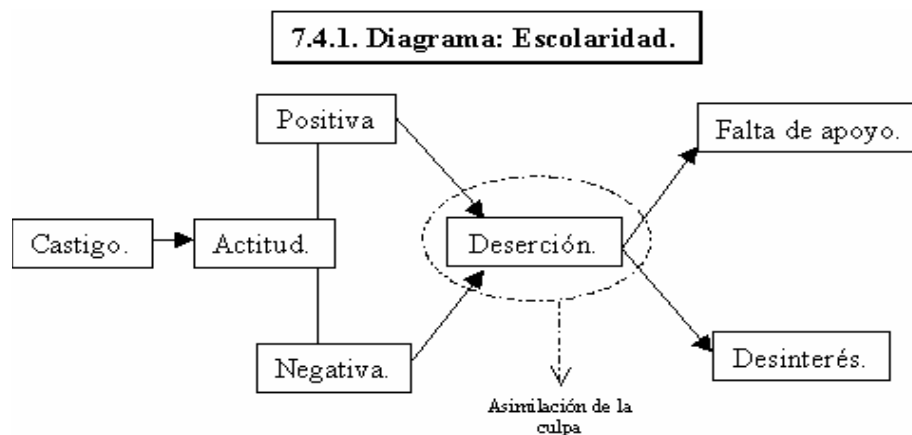 7.4.1. Diagrama: Escolaridad.
Positiva
Falta de apoyo.
Castigo.
Actitud.
Deserción.
Negativa.
Desinterés.
Asimilación de la
culpa